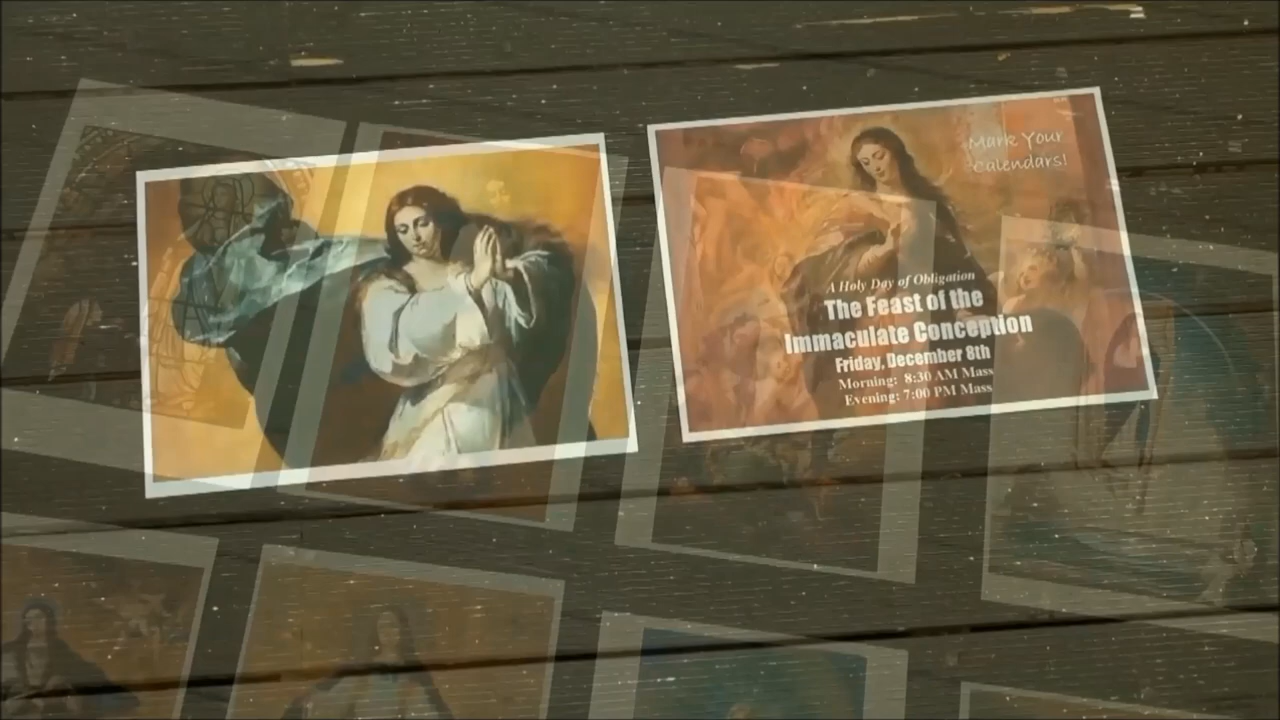 Mark Your
Calendars!
A Holy Day of Obligation
The Feast of the
Immaculate Conception
Friday, December 8th
Morning: 8:30 AM Mass
Evening: 7:00 PM Mass